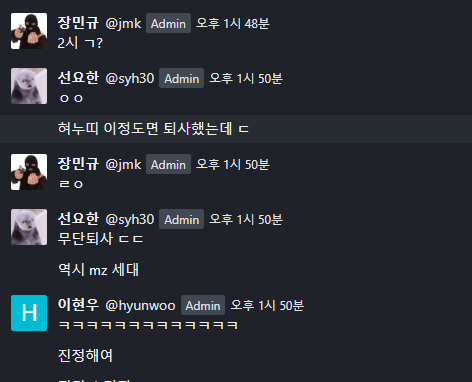 장민규 @jmk Admin 오후 1시 48분
2시 ㄱ?
선요한 @syh30 Admin 오후 1시 50분
ㅇㅇ
혀누띠 이정도면 퇴사했는데 ㄷ
장민규 @jmk Admin 오후 1시 50분
ㄹㅇ
선요한 @syh30 Admin 오후 1시 50분
무단퇴사 ㄷㄷ
역시 mz 세대
H 이현우 @hyunwoo Admin 오후 1시 50분
ㅋㅋㅋㅋㅋㅋㅋㅋㅋㅋㅋㅋㅋ
진정해여